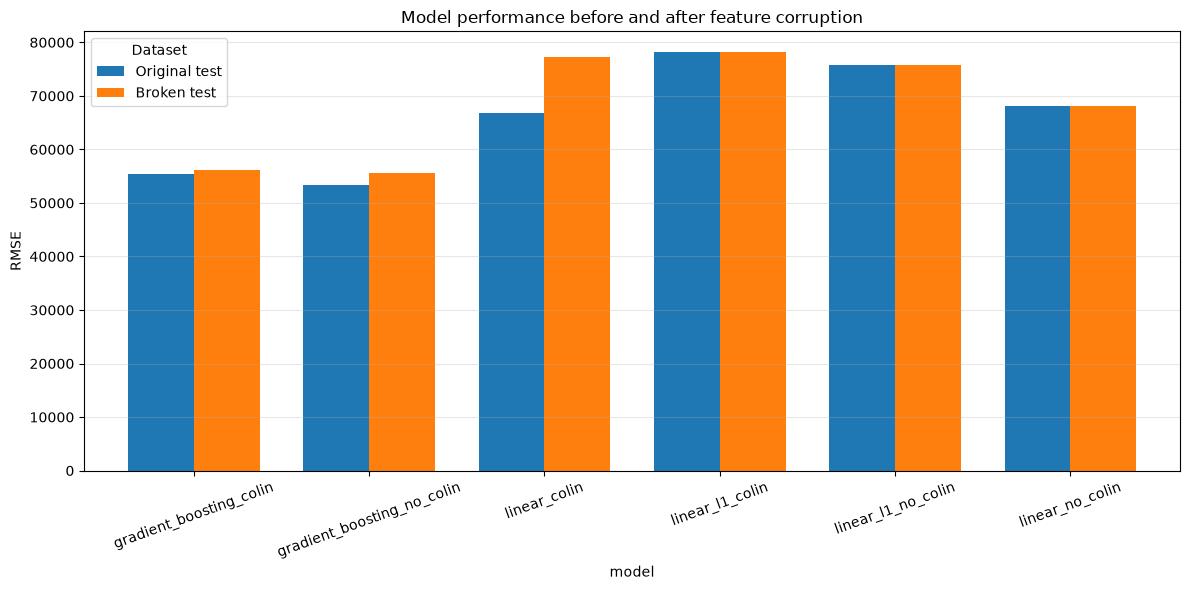 Model performance before and after feature corruption
Dataset
Original test
Broken test
80000
70000
60000
50000
40000
30000
20000
10000
0
RMSE
gradient_boosting_colin
gradient_boosting_no_colin
linear_colin
linear_l1_colin
linear_l1_no_colin
linear_no_colin
model